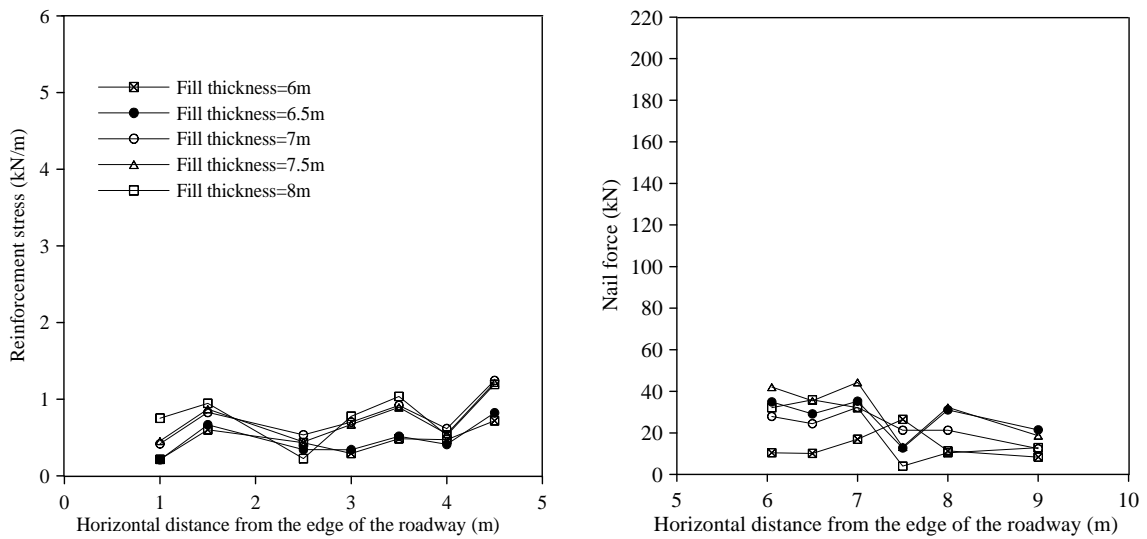 6
5
4
3
2
1
0
Reinforcement stress (kN/m)
Fill thickness=6m
Fill thickness=6.5m
Fill thickness=7m
Fill thickness=7.5m
Fill thickness=8m
0 1 2 3 4 5
Horizontal distance from the edge of the roadway (m)
220
200
180
160
140
120
100
80
60
40
20
0
Nail force (kN)
5 6 7 8 9 10
Horizontal distance from the edge of the roadway (m)